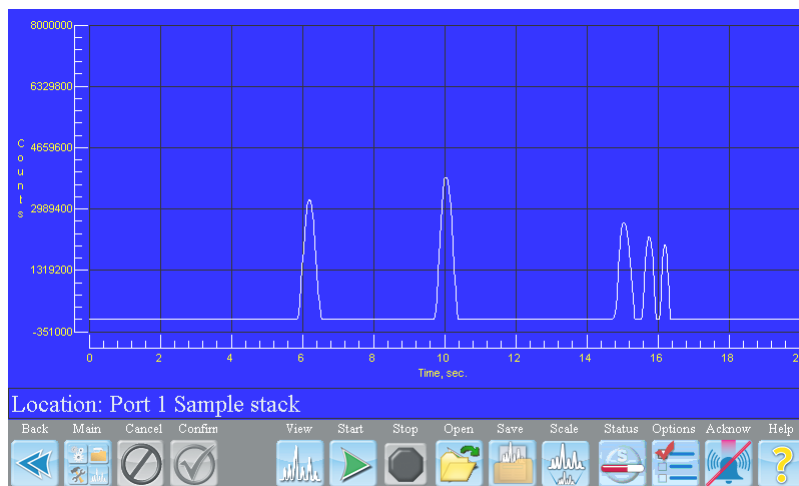 8000000
6329800
4659600
2989400
1319200
-351000
Counts
0 2 4 6 8 10 12 14 16 18 2
Time, sec.
Location: Port 1 Sample stack
Back Main Cancel Confirm View Start Stop Open Save Scale Status Options Acknow Help
S
?